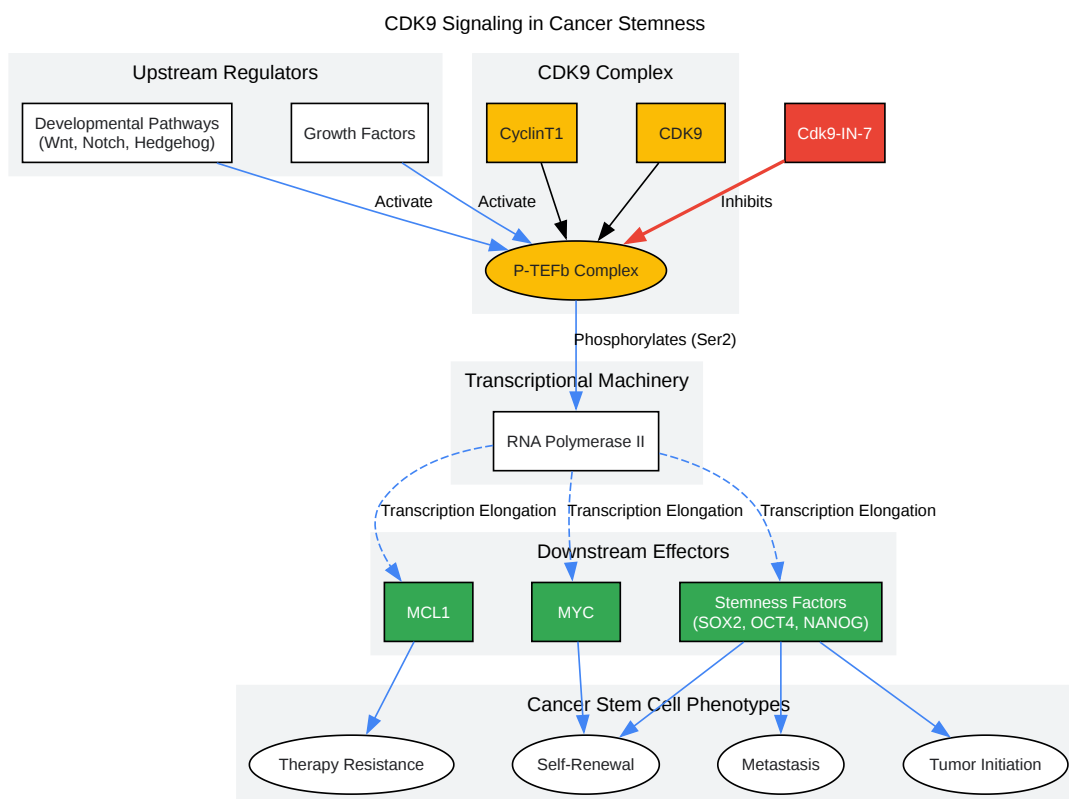 CDK9 Signaling in Cancer Stemness
Upstream Regulators
CDK9 Complex
Developmental Pathways
(Wnt, Notch, Hedgehog)
Growth Factors
CyclinT1
CDK9
Cdk9-IN-7
Activate
Activate
Inhibits
P-TEFb Complex
Phosphorylates (Ser2)
Transcriptional Machinery
RNA Polymerase II
Transcription Elongation
Transcription Elongation
Transcription Elongation
Downstream Effectors
MCL1
MYC
Stemness Factors
(SOX2, OCT4, NANOG)
Cancer Stem Cell Phenotypes
Therapy Resistance
Self-Renewal
Metastasis
Tumor Initiation